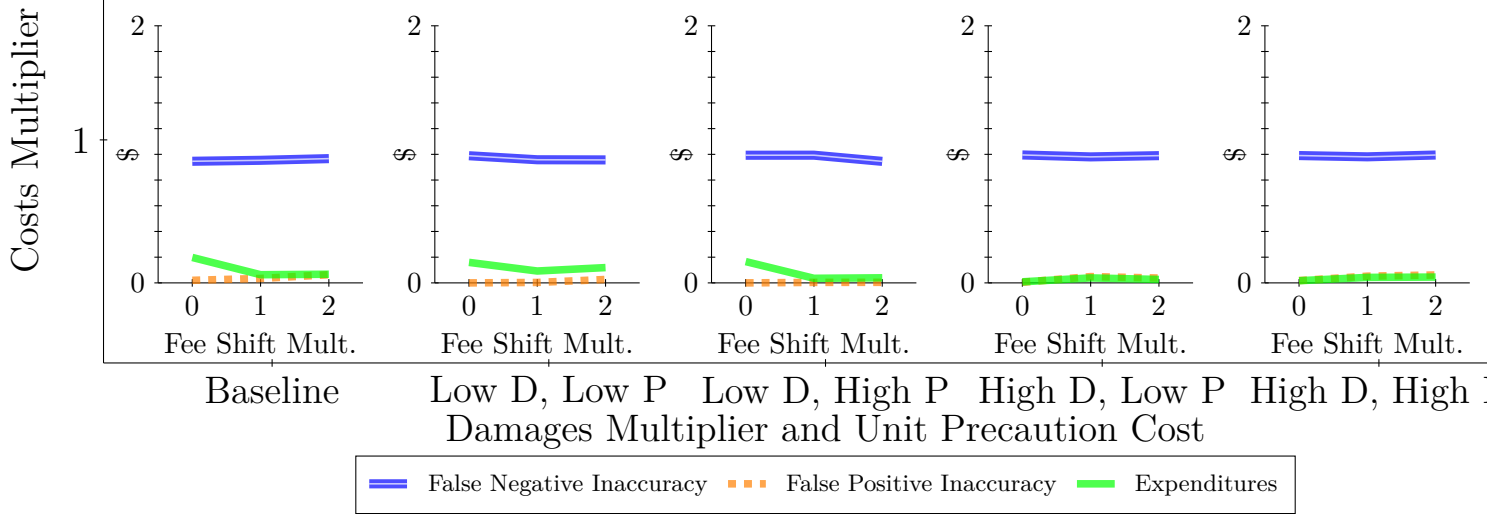 Costs Multiplier
1
2 2 2 2 2
$ $ $ $ $
0 0 0 0 0
0 1 2 0 1 2 0 1 2 0 1 2 0 1 2
Fee Shift Mult. Fee Shift Mult. Fee Shift Mult. Fee Shift Mult. Fee Shift Mult.
Baseline Low D, Low P Low D, High P High D, Low P High D, High
Damages Multiplier and Unit Precaution Cost
False Negative Inaccuracy False Positive Inaccuracy Expenditures